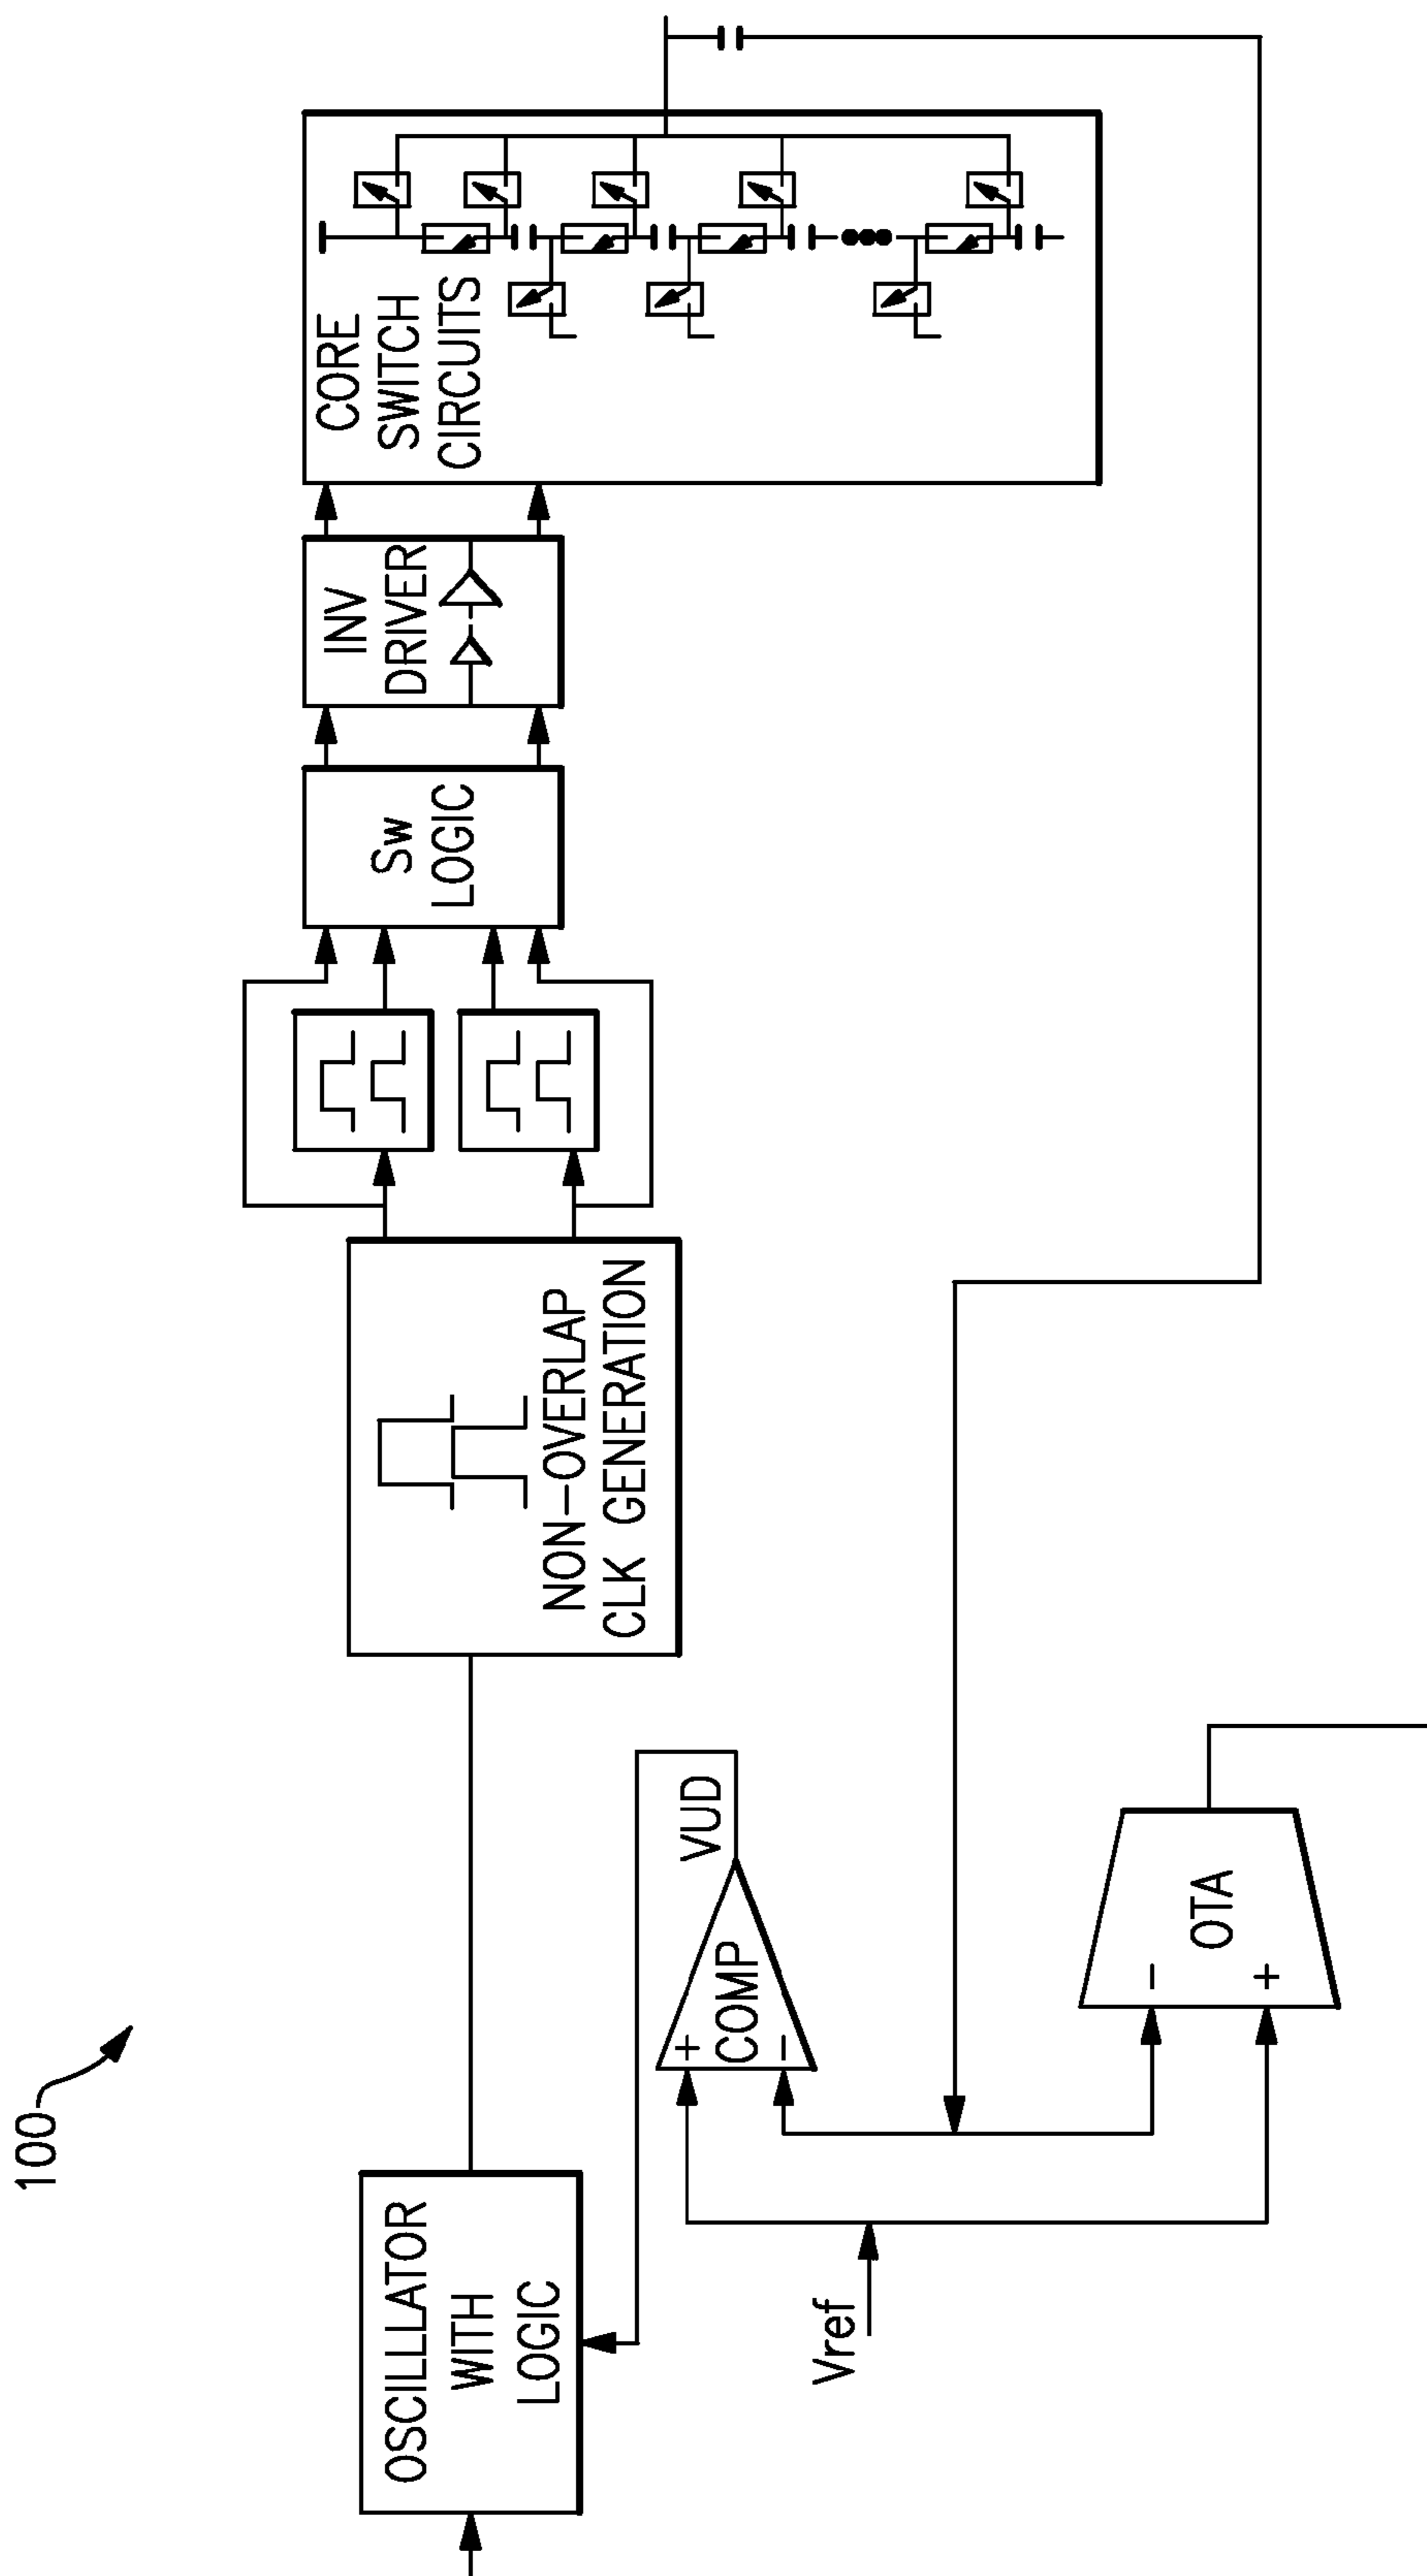 100
OSCILLLATOR
WITH
LOGIC
NON-OVERLAP
CLK GENERATION
Sw
LOGIC
INV
DRIVER
CORE
SWITCH
CIRCUITS
VUD
+
COMP
-
Vref
-
OTA
+